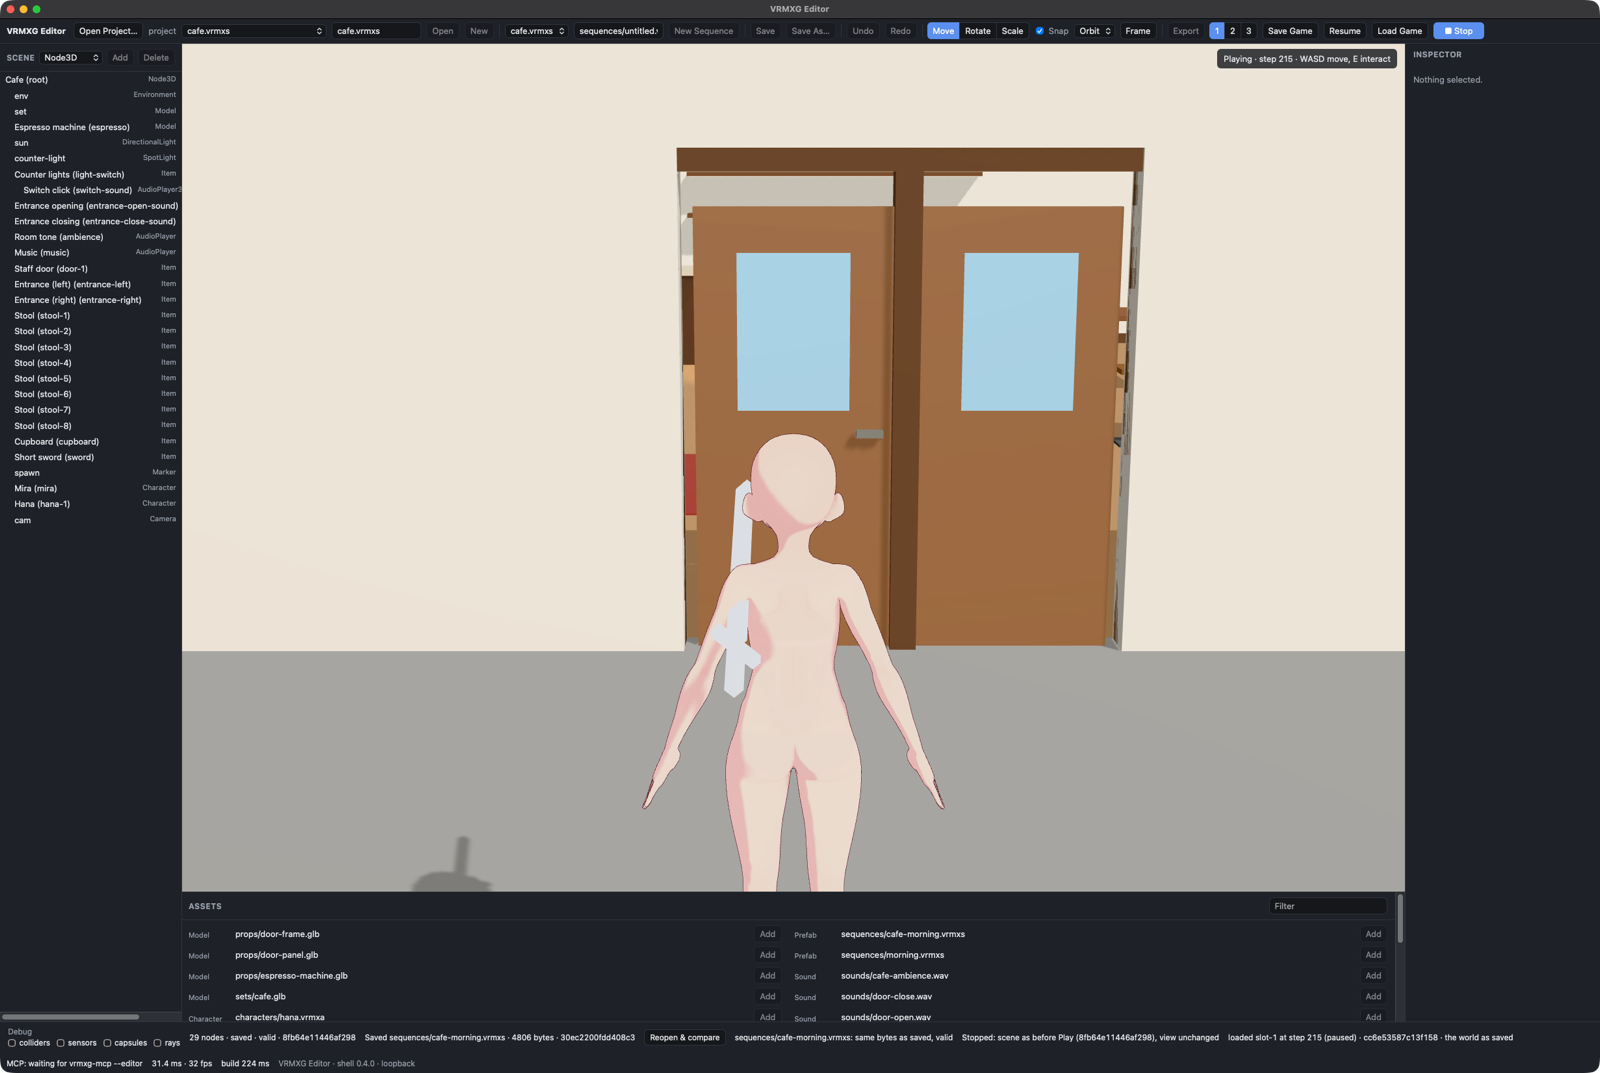 VRMXG Editor
VRMXG Editor Open Project... project cafe.vrmxs cafe.vrmxs Open New cafe.vrmxs sequences/untitled. New Sequence Save Save As... Undo Redo Move Rotate Scale Snap Orbit Frame Export 1 2 3 Save Game Resume Load Game Stop
SCENE Node3D Add Delete
Cafe (root) Node3D
env Environment
set Model
Espresso machine (espresso) Model
sun DirectionalLight
counter-light SpotLight
Counter lights (light-switch) Item
Switch click (switch-sound) AudioPlayer3
Entrance opening (entrance-open-sound)
Entrance closing (entrance-close-sound)
Room tone (ambience) AudioPlayer
Music (music) AudioPlayer
Staff door (door-1) Item
Entrance (left) (entrance-left) Item
Entrance (right) (entrance-right) Item
Stool (stool-1) Item
Stool (stool-2) Item
Stool (stool-3) Item
Stool (stool-4) Item
Stool (stool-5) Item
Stool (stool-6) Item
Stool (stool-7) Item
Stool (stool-8) Item
Cupboard (cupboard) Item
Short sword (sword) Item
spawn Marker
Mira (mira) Character
Hana (hana-1) Character
cam Camera
Playing · step 215 · WASD move, E interact
INSPECTOR
Nothing selected.
ASSETS Filter
Model props/door-frame.glb Add Prefab sequences/cafe-morning.vrmxs Add
Model props/door-panel.glb Add Prefab sequences/morning.vrmxs Add
Model props/espresso-machine.glb Add Sound sounds/cafe-ambience.wav Add
Model sets/cafe.glb Add Sound sounds/door-close.wav Add
Character characters/hana.vrmxa Add Sound sounds/door-open.wav Add
Debug
colliders sensors capsules rays 29 nodes · saved · valid · 8fb64e11446af298 Saved sequences/cafe-morning.vrmxs · 4806 bytes · 30ec2200fdd408c3 Reopen & compare sequences/cafe-morning.vrmxs: same bytes as saved, valid Stopped: scene as before Play (8fb64e11446af298), view unchanged loaded slot-1 at step 215 (paused) · cc6e53587c13f158 · the world as saved
MCP: waiting for vrmxg-mcp --editor 31.4 ms · 32 fps build 224 ms VRMXG Editor · shell 0.4.0 · loopback